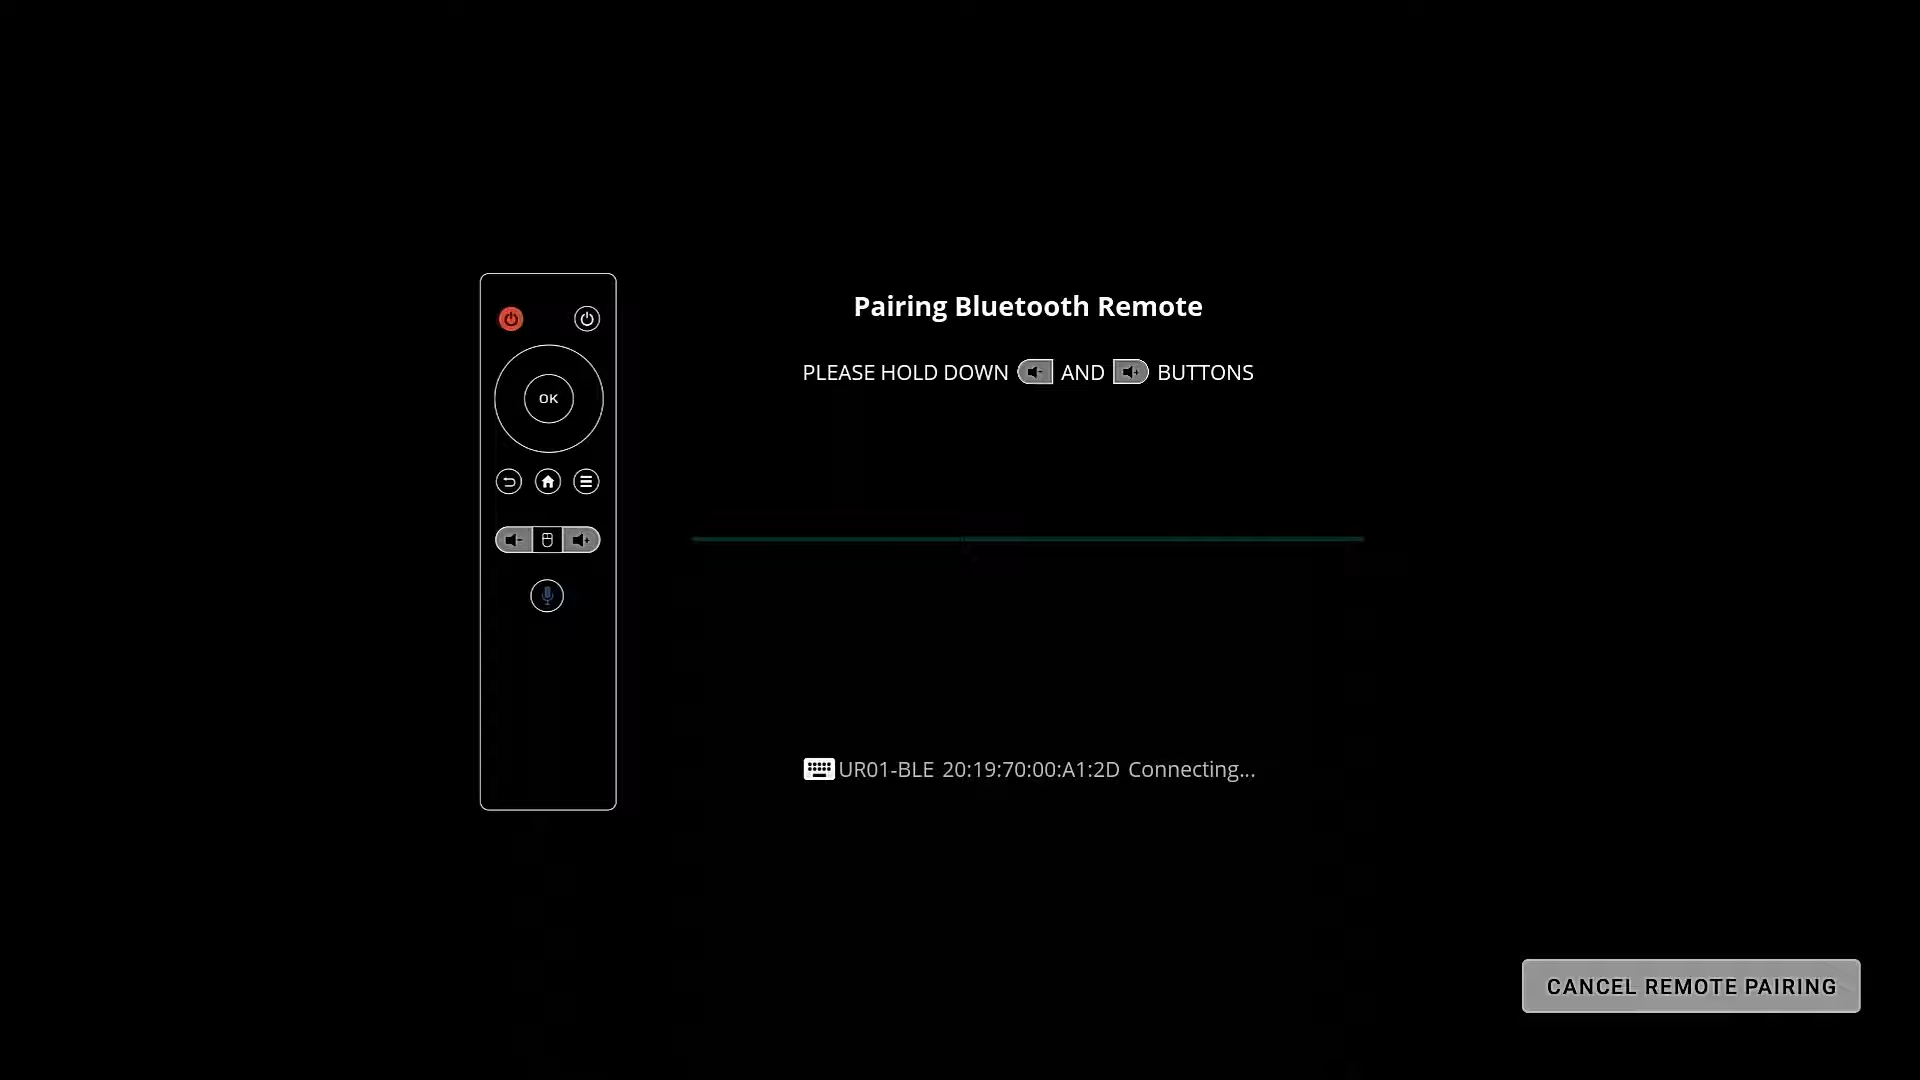 Pairing Bluetooth Remote
PLEASE HOLD DOWN AND BUTTONS
OK
UR01-BLE 20:19:70:00:A1:2D Connecting...
CANCEL REMOTE PAIRING